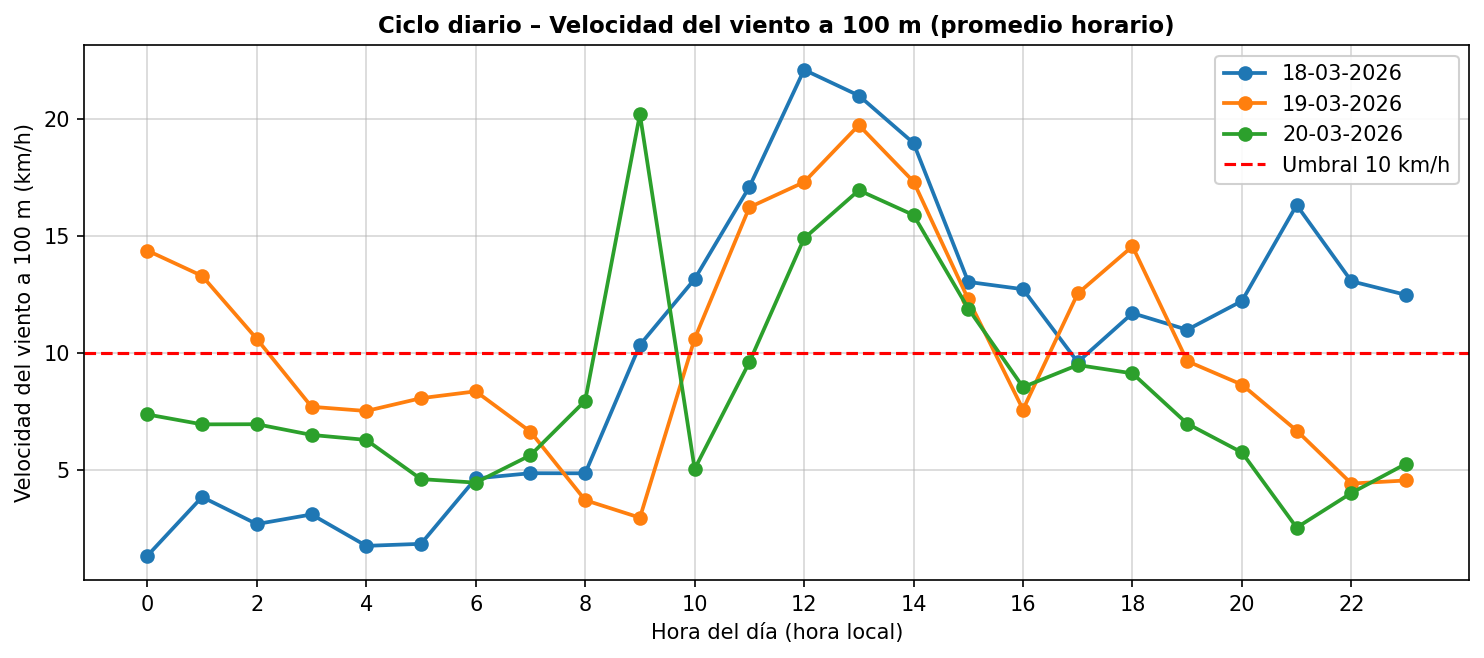 Ciclo diario – Velocidad del viento a 100 m (promedio horario)
18-03-2026
19-03-2026
20-03-2026
Umbral 10 km/h
Velocidad del viento a 100 m (km/h)
20
15
10
5
0 2 4 6 8 10 12 14 16 18 20 22
Hora del día (hora local)